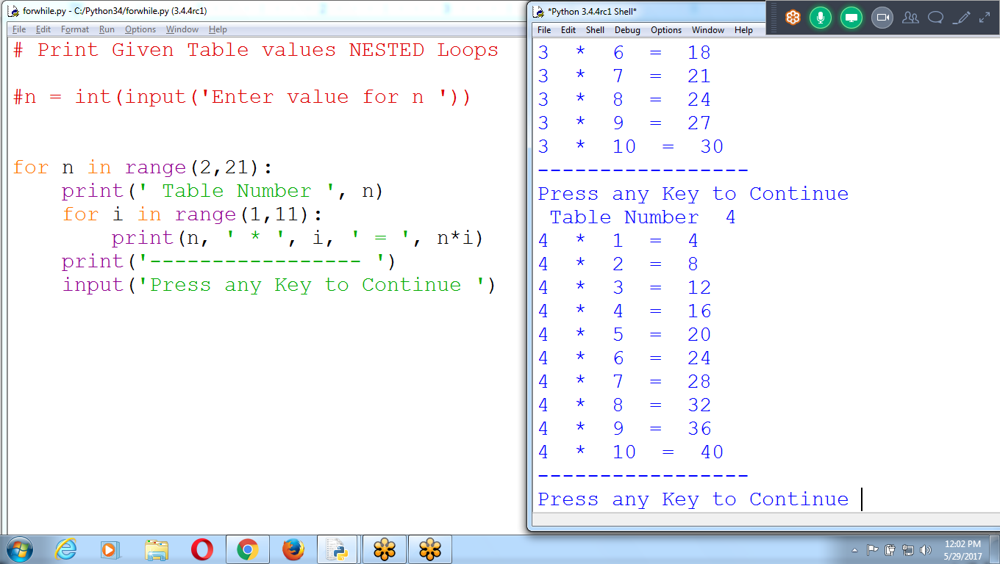 forwhile.py - C:/Python34/forwhile.py (3.4.4rc1)
File Edit Format Run Options Window Help
# Print Given Table values NESTED Loops
#n = int(input('Enter value for n '))
for n in range(2,21):
    print(' Table Number ', n)
    for i in range(1,11):
        print(n, ' * ', i, ' = ', n*i)
    print('----------------- ')
    input('Press any Key to Continue ')
*Python 3.4.4rc1 Shell*
File Edit Shell Debug Options Window Help
3  *  6  =  18
3  *  7  =  21
3  *  8  =  24
3  *  9  =  27
3  *  10  =  30
-----------------
Press any Key to Continue
 Table Number  4
4  *  1  =  4
4  *  2  =  8
4  *  3  =  12
4  *  4  =  16
4  *  5  =  20
4  *  6  =  24
4  *  7  =  28
4  *  8  =  32
4  *  9  =  36
4  *  10  =  40
-----------------
Press any Key to Continue
12:02 PM
5/29/2017